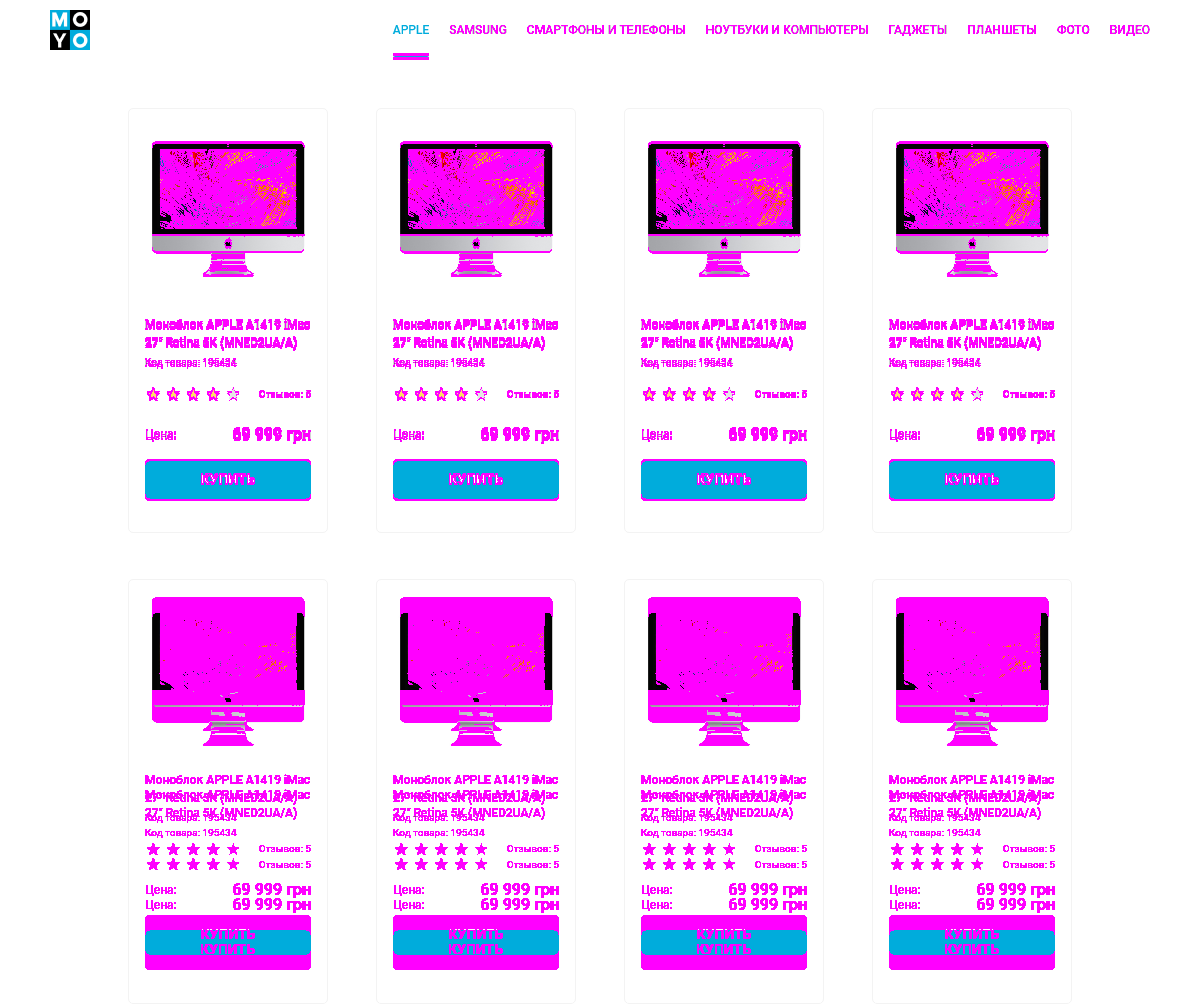 MO
YO
APPLE SAMSUNG СМАРТФОНЫ И ТЕЛЕФОНЫ НОУТБУКИ И КОМПЬЮТЕРЫ ГАДЖЕТЫ ПЛАНШЕТЫ ФОТО ВИДЕО
Моноблок APPLE A1419 iMac
27" Retina 5K (MNED2UA/A)
Код товара: 195434
Отзывов: 5
Цена: 69 999 грн
КУПИТЬ
Моноблок APPLE A1419 iMac
27" Retina 5K (MNED2UA/A)
Код товара: 195434
Отзывов: 5
Цена: 69 999 грн
КУПИТЬ
Моноблок APPLE A1419 iMac
27" Retina 5K (MNED2UA/A)
Код товара: 195434
Отзывов: 5
Цена: 69 999 грн
КУПИТЬ
Моноблок APPLE A1419 iMac
27" Retina 5K (MNED2UA/A)
Код товара: 195434
Отзывов: 5
Цена: 69 999 грн
КУПИТЬ
Моноблок APPLE A1419 iMac
Моноблок APPLE A1419 iMac
27" Retina 5K (MNED2UA/A)
27" Retina 5K (MNED2UA/A)
Код товара: 195434
Код товара: 195434
Отзывов: 5
Отзывов: 5
Цена: 69 999 грн
Цена: 69 999 грн
КУПИТЬ
КУПИТЬ
Моноблок APPLE A1419 iMac
Моноблок APPLE A1419 iMac
27" Retina 5K (MNED2UA/A)
27" Retina 5K (MNED2UA/A)
Код товара: 195434
Код товара: 195434
Отзывов: 5
Отзывов: 5
Цена: 69 999 грн
Цена: 69 999 грн
КУПИТЬ
КУПИТЬ
Моноблок APPLE A1419 iMac
Моноблок APPLE A1419 iMac
27" Retina 5K (MNED2UA/A)
27" Retina 5K (MNED2UA/A)
Код товара: 195434
Код товара: 195434
Отзывов: 5
Отзывов: 5
Цена: 69 999 грн
Цена: 69 999 грн
КУПИТЬ
КУПИТЬ
Моноблок APPLE A1419 iMac
Моноблок APPLE A1419 iMac
27" Retina 5K (MNED2UA/A)
27" Retina 5K (MNED2UA/A)
Код товара: 195434
Код товара: 195434
Отзывов: 5
Отзывов: 5
Цена: 69 999 грн
Цена: 69 999 грн
КУПИТЬ
КУПИТЬ